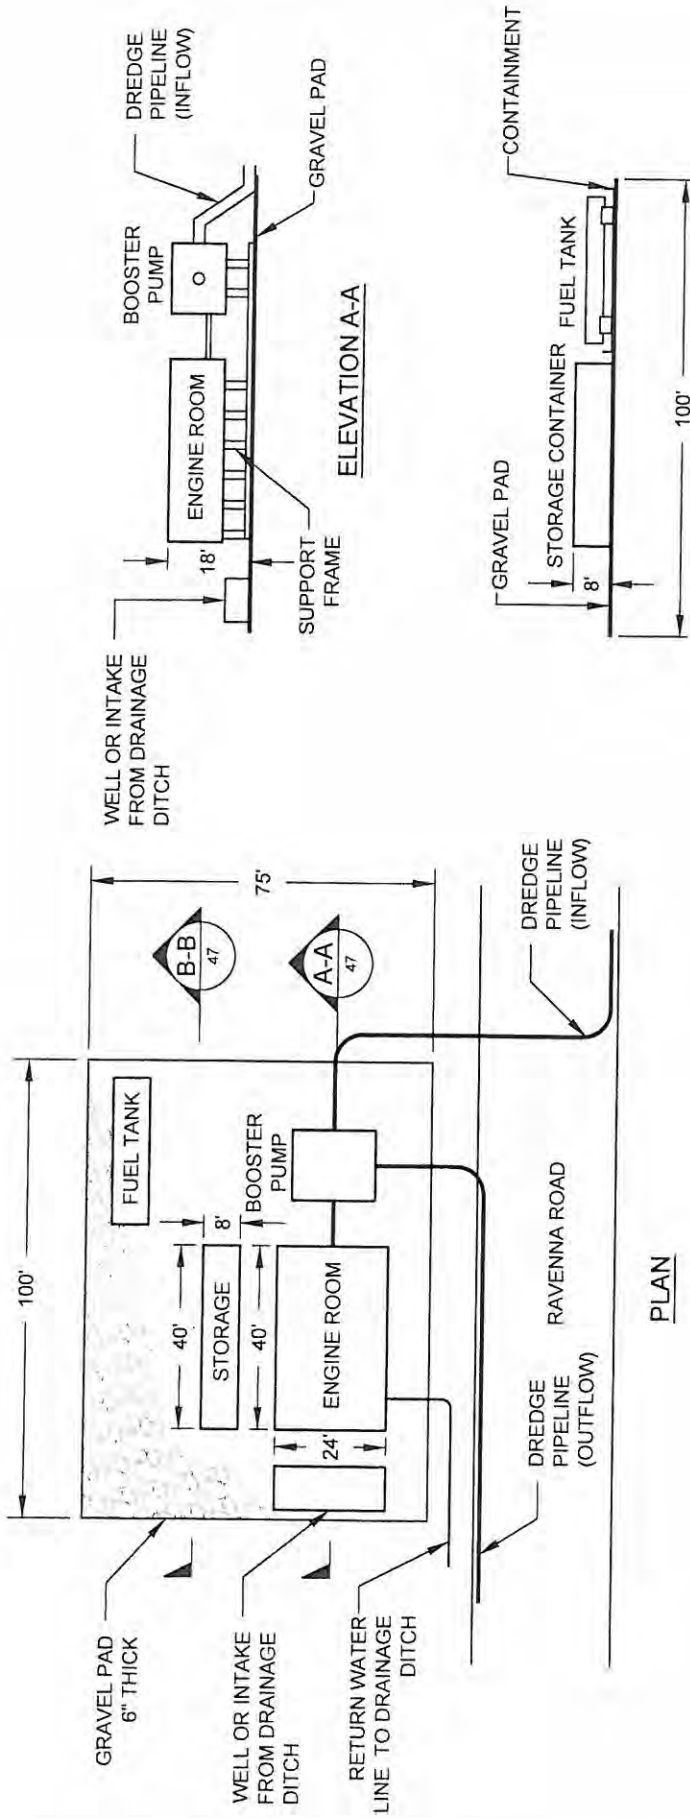 100'
GRAVEL PAD
6" THICK
FUEL TANK
40'
STORAGE
8'
40'
BOOSTER
PUMP
ENGINE ROOM
24'
B-B
47
A-A
47
75'
WELL OR INTAKE
FROM DRAINAGE
DITCH
RETURN WATER
LINE TO DRAINAGE
DITCH
DREDGE
PIPELINE
(OUTFLOW)
RAVENNA ROAD
DREDGE
PIPELINE
(INFLOW)
PLAN
WELL OR INTAKE
FROM DRAINAGE
DITCH
18'
ENGINE ROOM
BOOSTER
PUMP
DREDGE
PIPELINE
(INFLOW)
SUPPORT
FRAME
GRAVEL PAD
ELEVATION A-A
GRAVEL PAD
8'
STORAGE CONTAINER
FUEL TANK
CONTAINMENT
100'